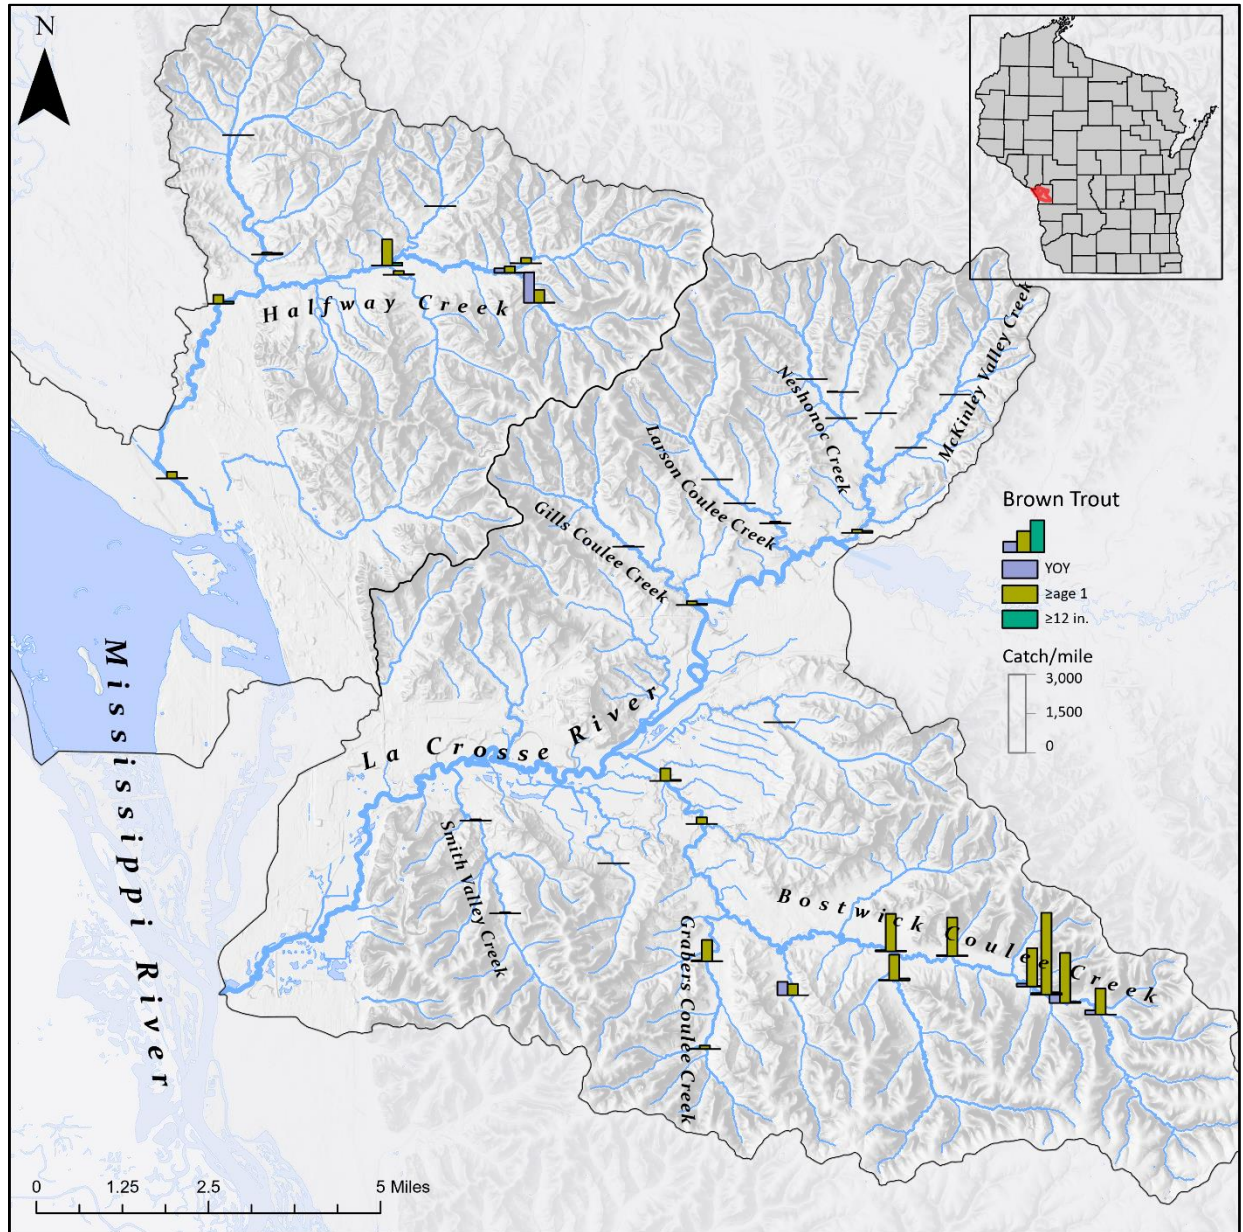 N
Halfway Creek
Neshonoc Creek
McKinley Valley Creek
Larson Coulee Creek
Gills Coulee Creek
Brown Trout
YOY
≥age 1
≥12 in.
Catch/mile
3,000
1,500
0
Mississippi River
La Crosse River
Smith Valley Creek
Bostwick Coulee Creek
Grabers Coulee Creek
0 1.25 2.5 5 Miles